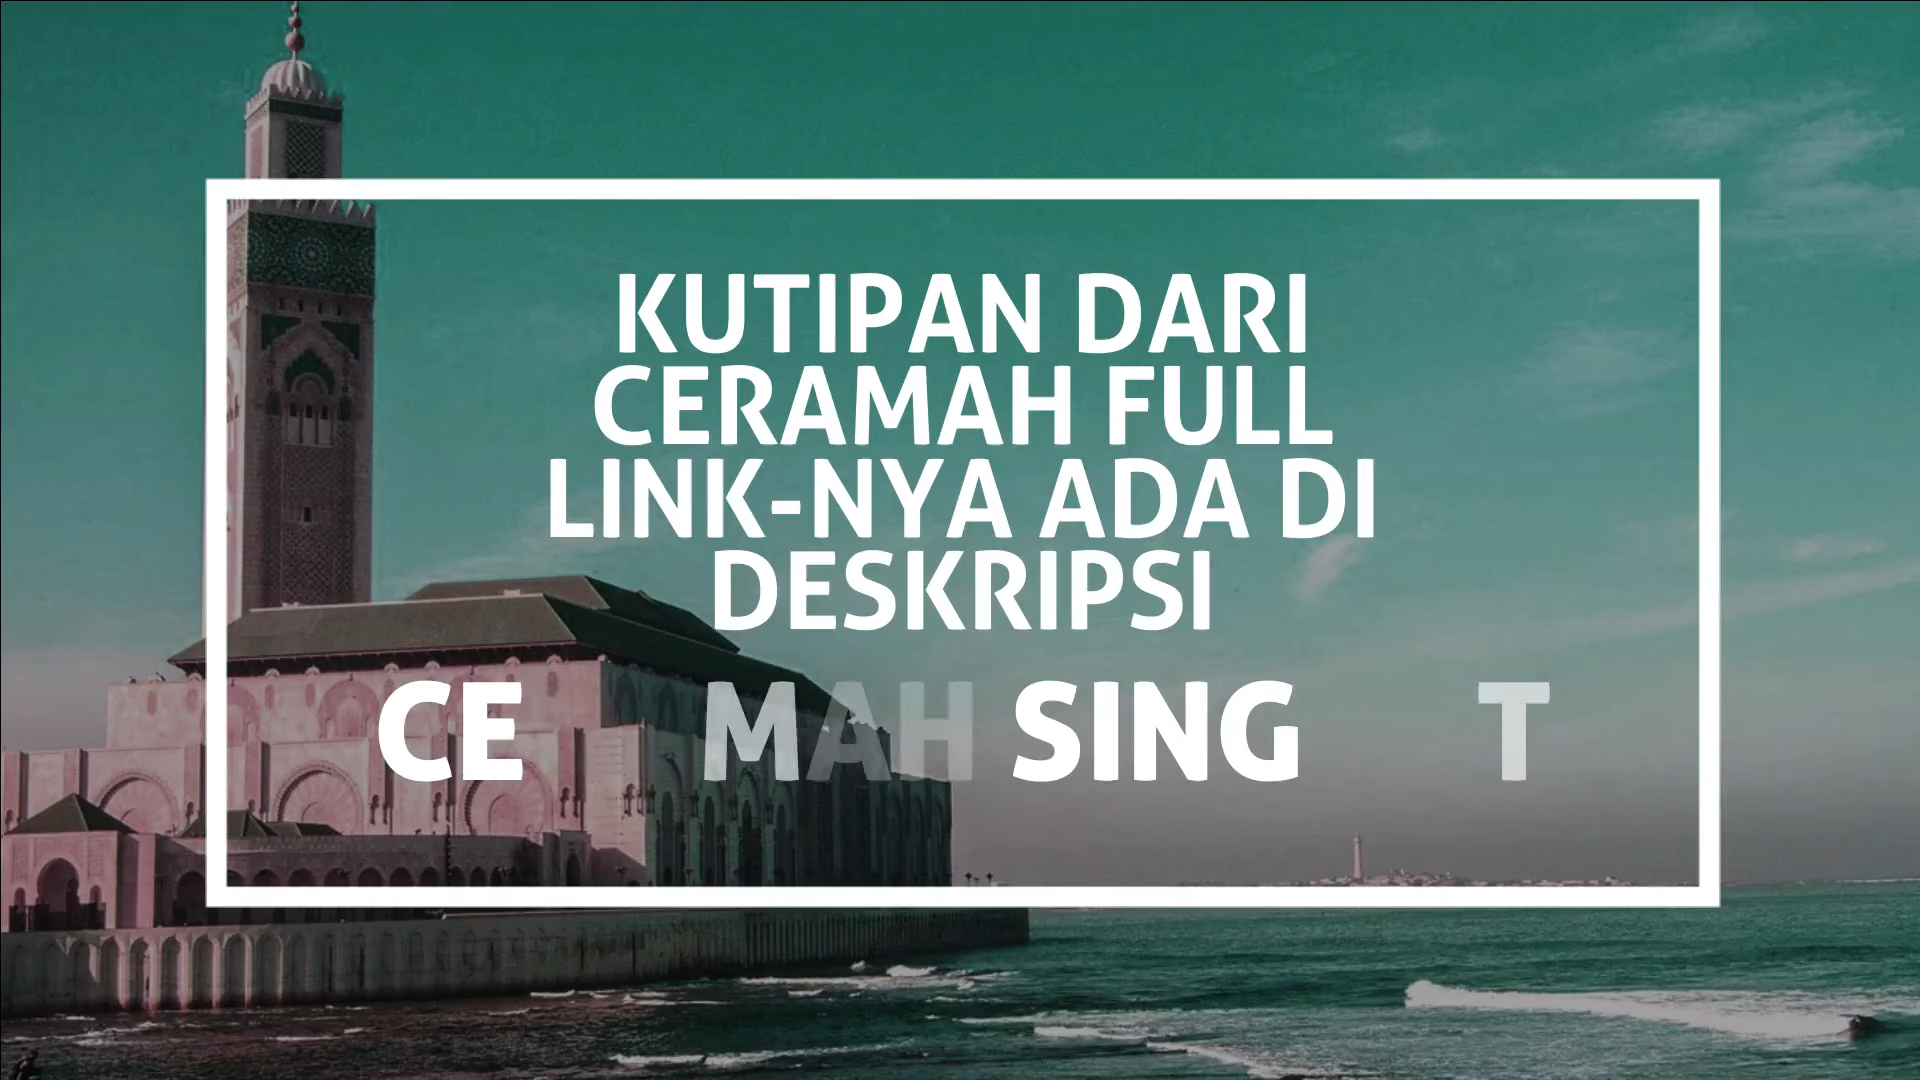 KUTIPAN DARI
CERAMAH FULL
LINK-NYA ADA DI
DESKRIPSI
CE MAH SING T